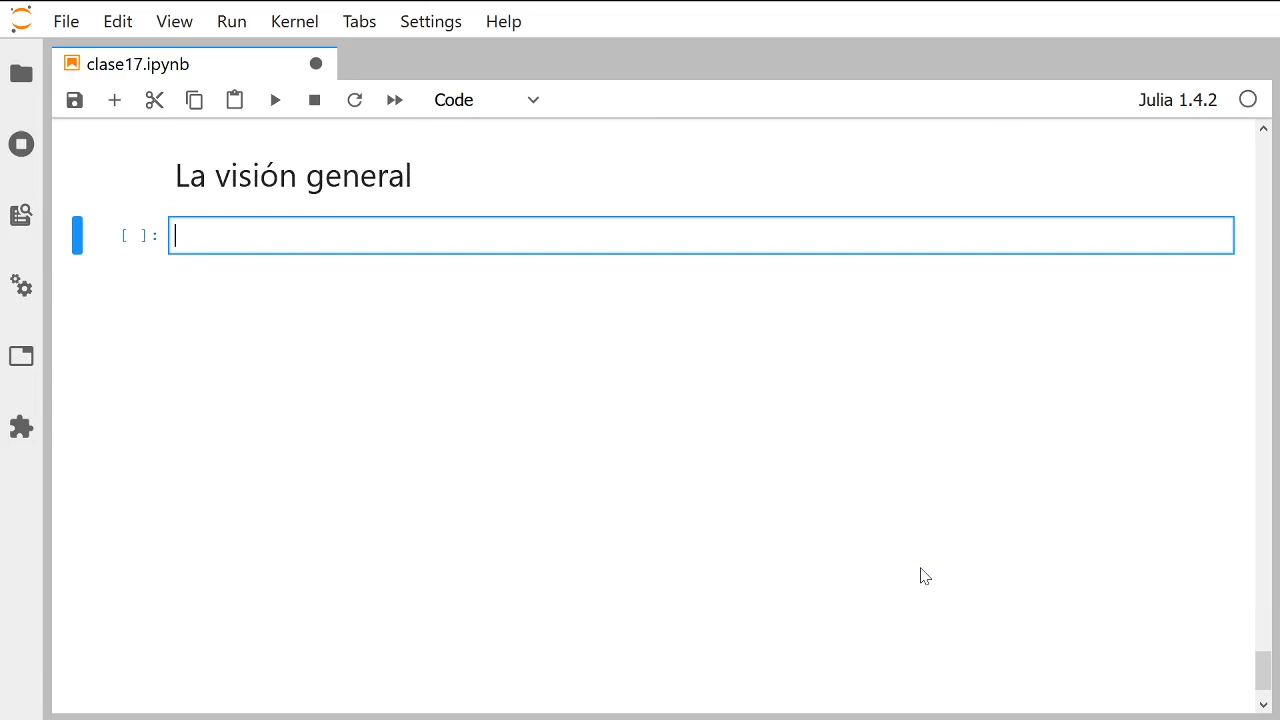 File Edit View Run Kernel Tabs Settings Help
clase17.ipynb
Code Julia 1.4.2
La visión general
[ ]: